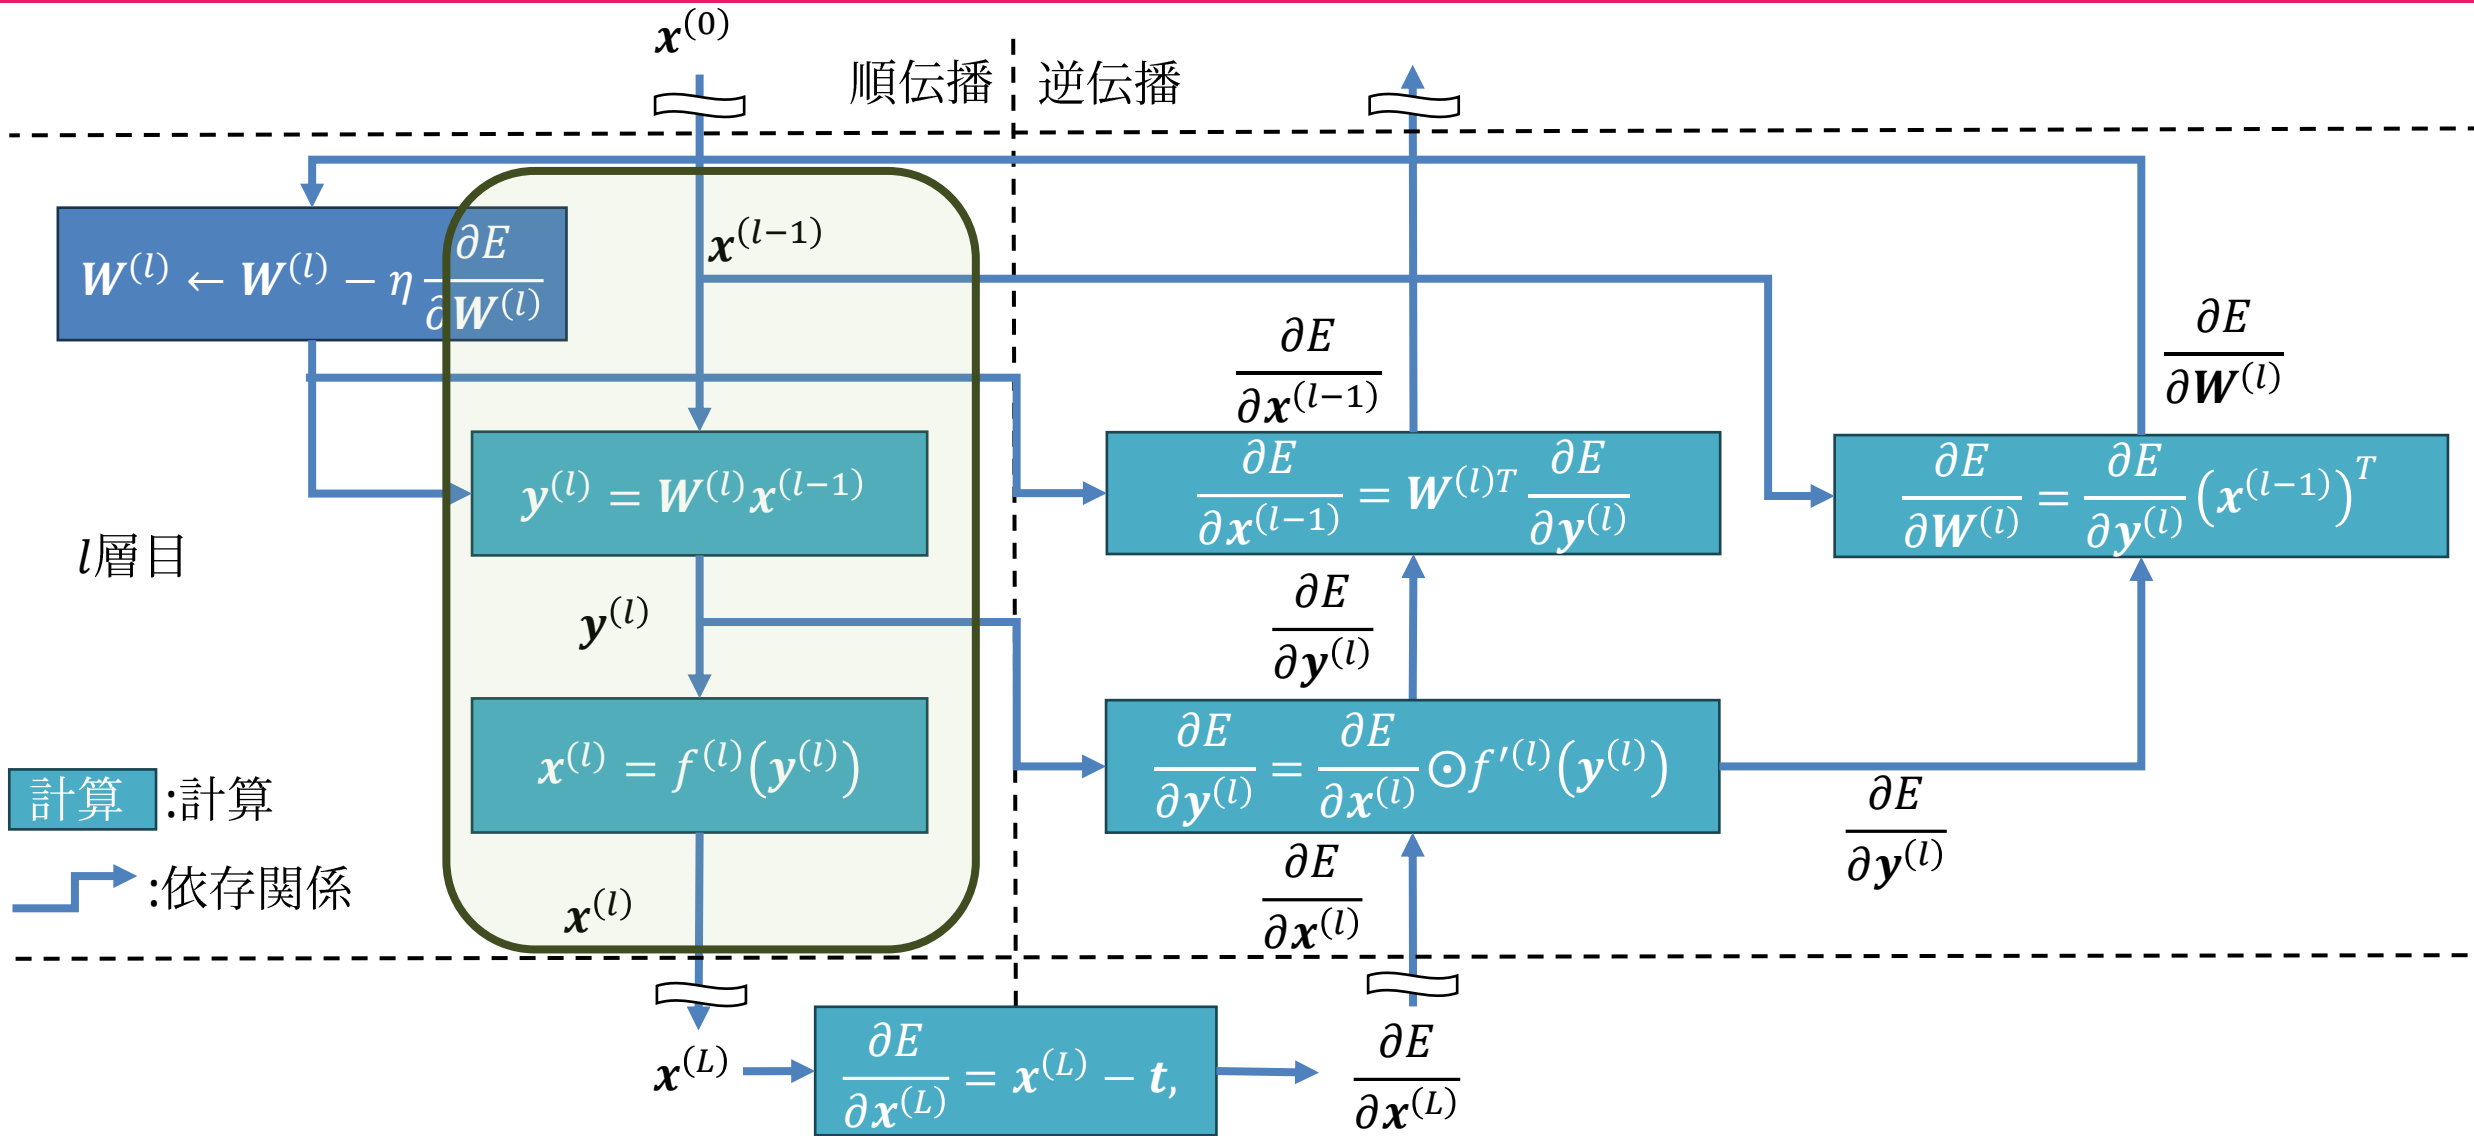 𝒙^(0)
順伝播
逆伝播
𝑾^(l) ← 𝑾^(l) − η ∂E/∂𝑾^(l)
𝒙^(l−1)
∂E/∂𝒙^(l−1)
∂E/∂𝑾^(l)
𝒚^(l) = 𝑾^(l) 𝒙^(l−1)
∂E/∂𝒙^(l−1) = 𝑾^(l)T ∂E/∂𝒚^(l)
∂E/∂𝑾^(l) = ∂E/∂𝒚^(l) (𝒙^(l−1))^T
l層目
𝒚^(l)
∂E/∂𝒚^(l)
𝒙^(l) = f^(l)(𝒚^(l))
∂E/∂𝒚^(l) = ∂E/∂𝒙^(l) ⊙ f′^(l)(𝒚^(l))
∂E/∂𝒚^(l)
計算 :計算
:依存関係
𝒙^(l)
∂E/∂𝒙^(l)
𝒙^(L)
∂E/∂𝒙^(L) = 𝒙^(L) − 𝒕,
∂E/∂𝒙^(L)